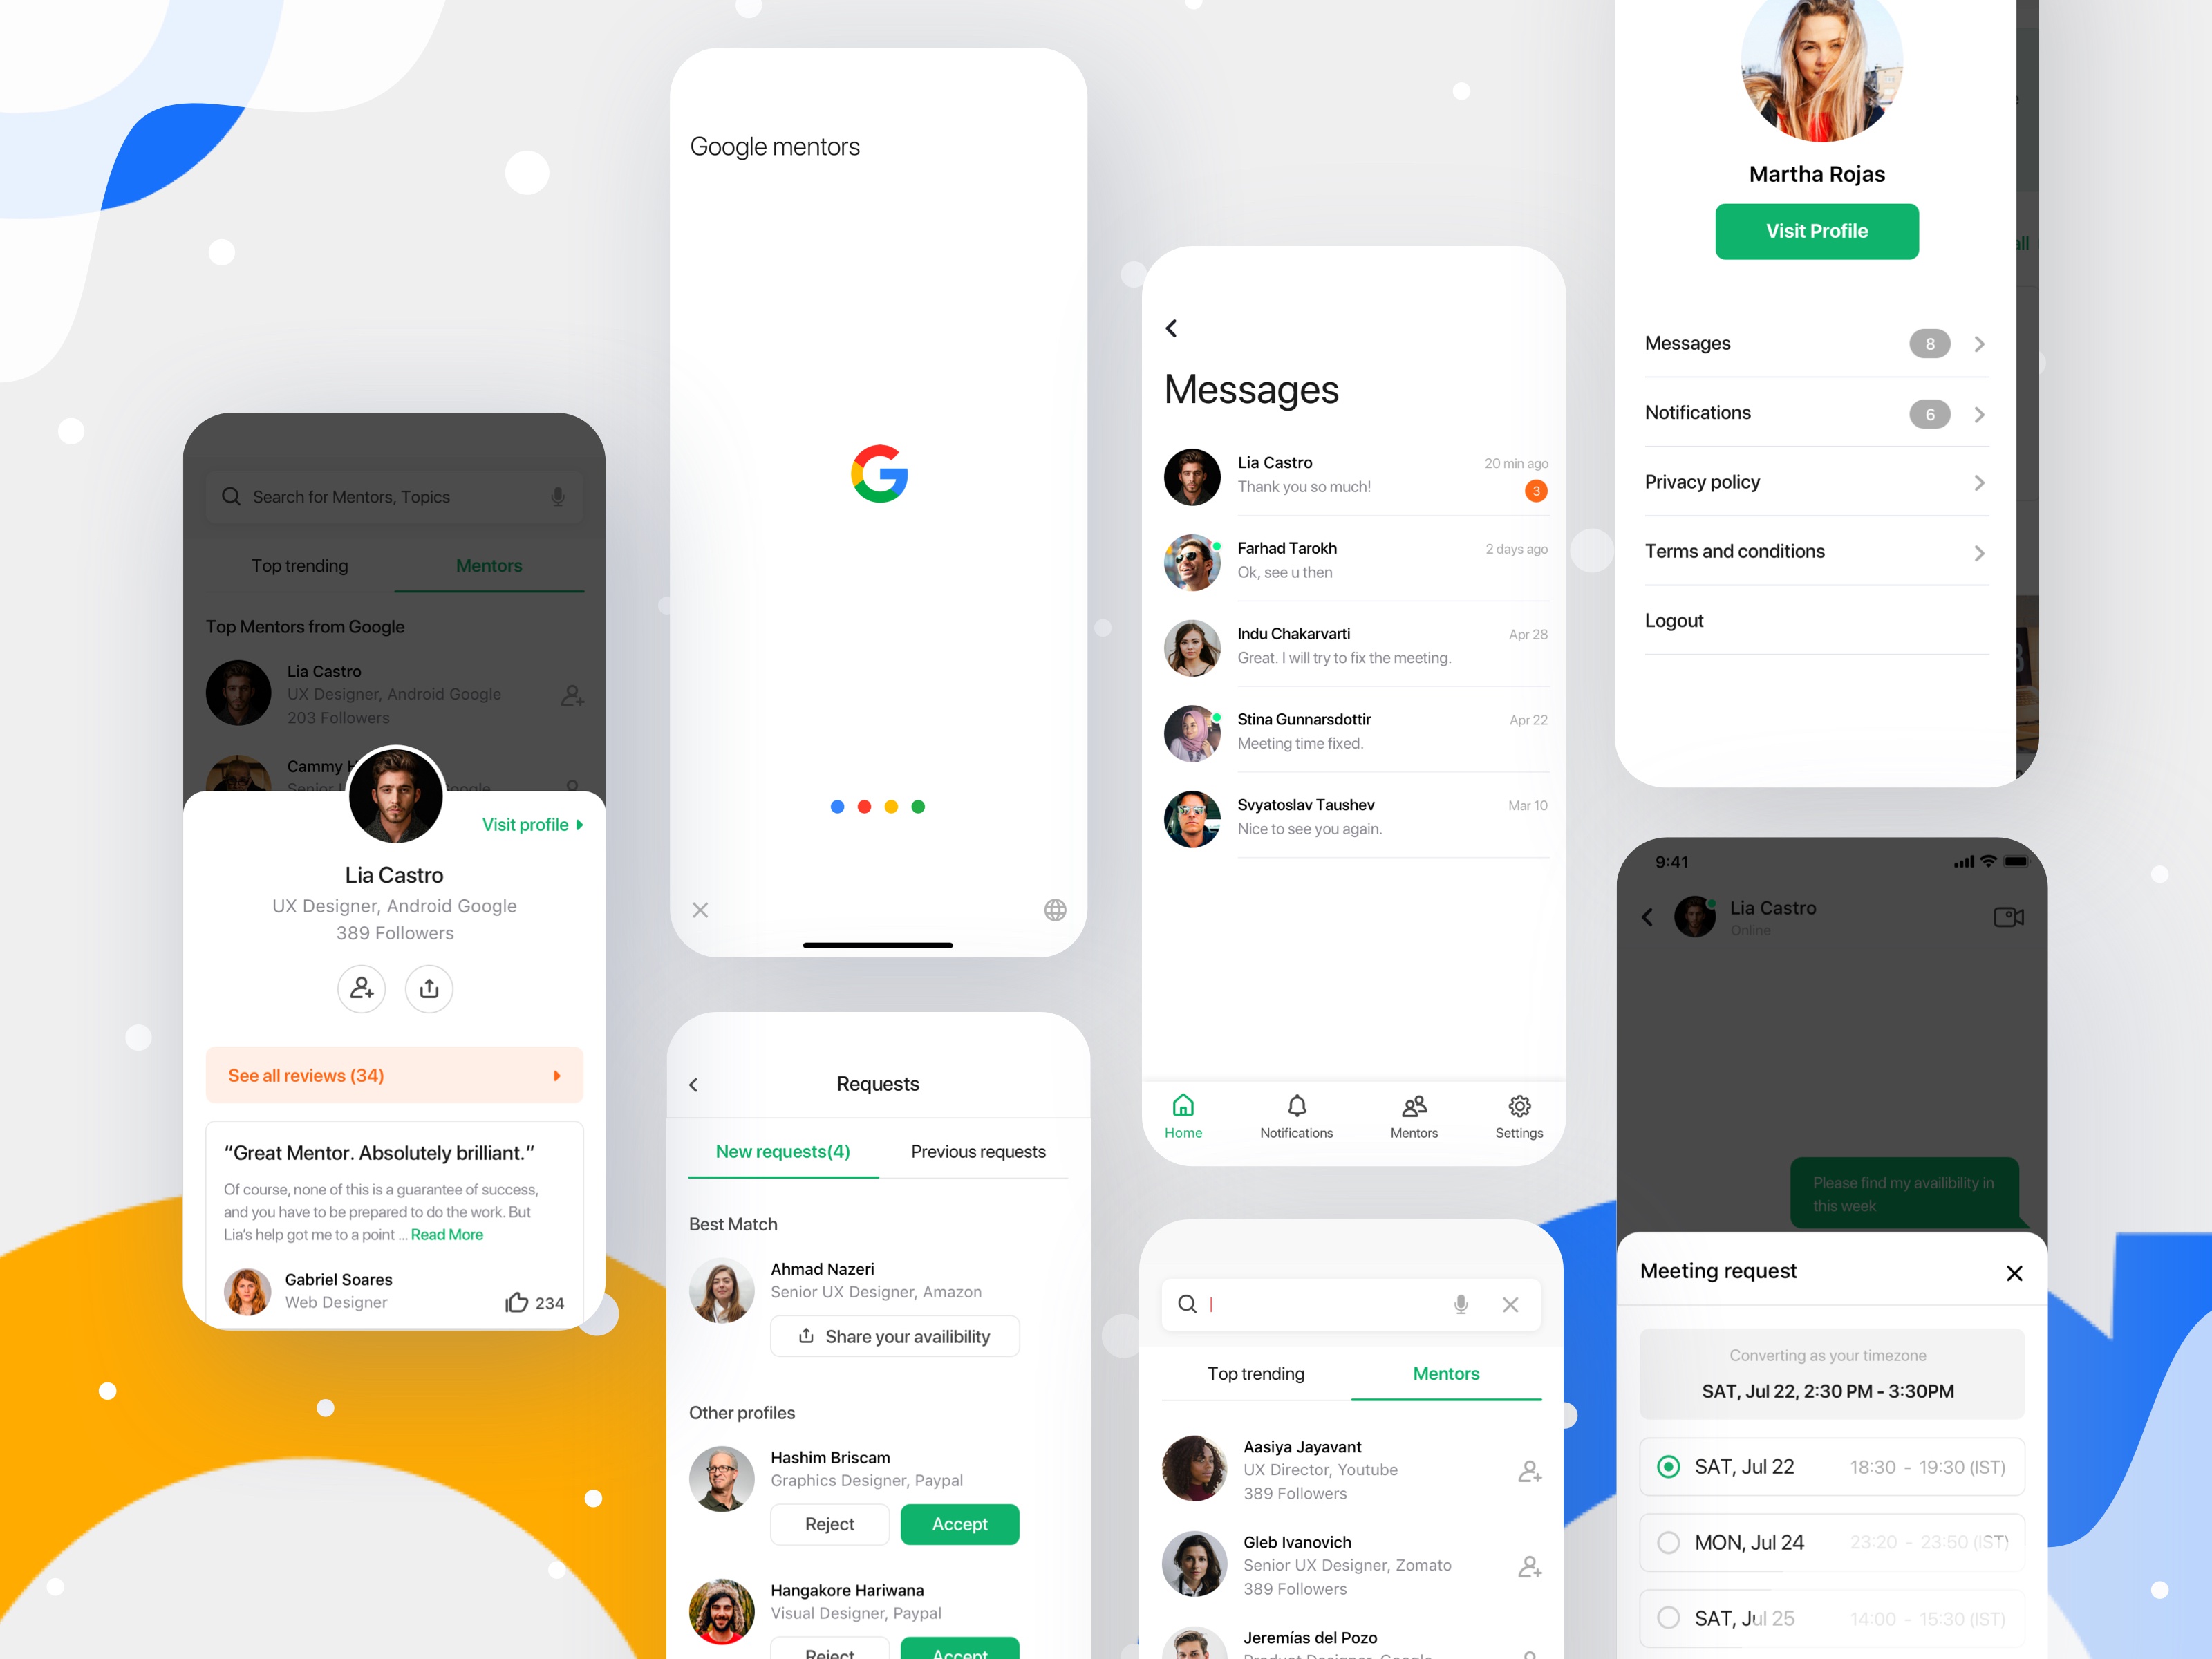 Search for Mentors, Topics
Top trending
Mentors
Top Mentors from Google
Lia Castro
UX Designer, Android Google
203 Followers
Cammy
Senior
Visit profile
Lia Castro
UX Designer, Android Google
389 Followers
See all reviews (34)
“Great Mentor. Absolutely brilliant.”
Of course, none of this is a guarantee of success,
and you have to be prepared to do the work. But
Lia's help got me to a point ... Read More
Gabriel Soares
Web Designer
234
Google mentors
G
Requests
New requests(4)
Previous requests
Best Match
Ahmad Nazeri
Senior UX Designer, Amazon
Share your availibility
Other profiles
Hashim Briscam
Graphics Designer, Paypal
Reject
Accept
Hangakore Hariwana
Visual Designer, Paypal
Reject
Accept
Messages
Lia Castro
20 min ago
Thank you so much!
3
Farhad Tarokh
2 days ago
Ok, see u then
Indu Chakarvarti
Apr 28
Great. I will try to fix the meeting.
Stina Gunnarsdottir
Apr 22
Meeting time fixed.
Svyatoslav Taushev
Mar 10
Nice to see you again.
Home
Notifications
Mentors
Settings
Top trending
Mentors
Aasiya Jayavant
UX Director, Youtube
389 Followers
Gleb Ivanovich
Senior UX Designer, Zomato
389 Followers
Jeremías del Pozo
Product Designer, Google
Martha Rojas
Visit Profile
Messages
8
Notifications
6
Privacy policy
Terms and conditions
Logout
9:41
Lia Castro
Online
Please find my availibility in
this week
Meeting request
Converting as your timezone
SAT, Jul 22, 2:30 PM - 3:30PM
SAT, Jul 22
18:30 - 19:30 (IST)
MON, Jul 24
23:20 - 23:50 (IST)
SAT, Jul 25
14:00 - 15:30 (IST)